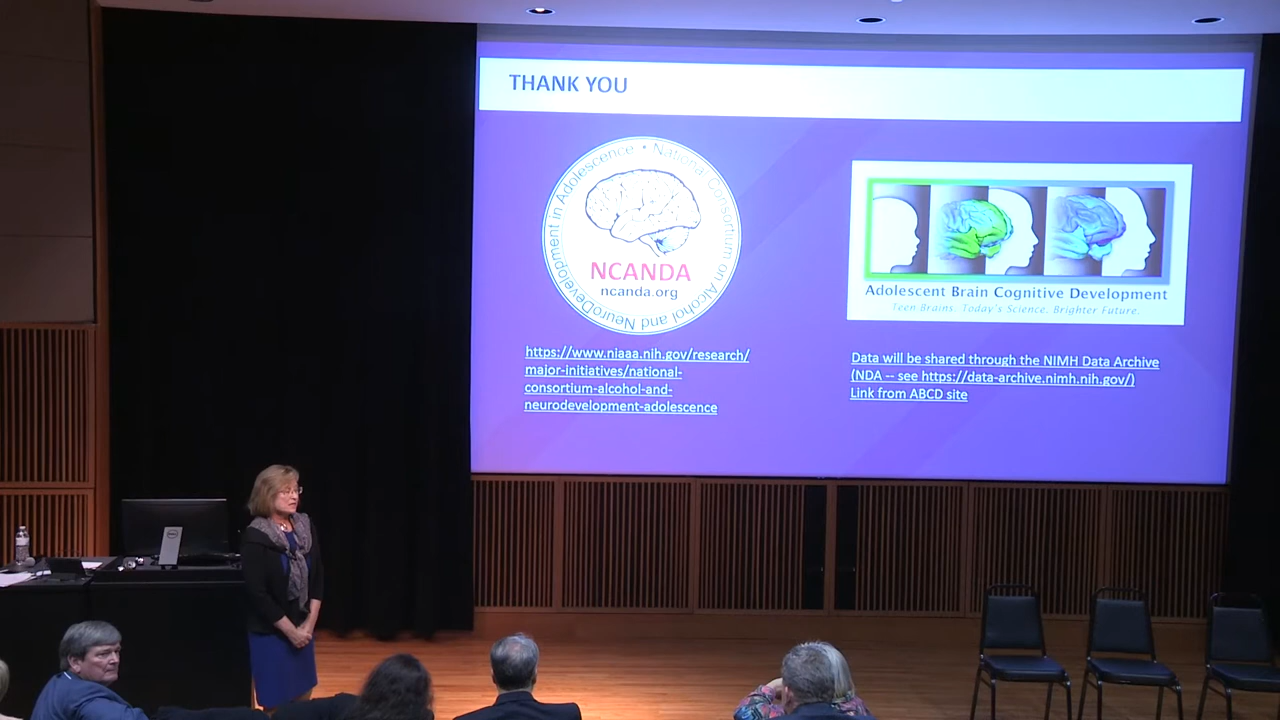 THANK YOU
National Consortium on Alcohol and NeuroDevelopment in Adolescence •
NCANDA
ncanda.org
https://www.niaaa.nih.gov/research/
major-initiatives/national-
consortium-alcohol-and-
neurodevelopment-adolescence
Adolescent Brain Cognitive Development
Teen Brains. Today's Science. Brighter Future.
Data will be shared through the NIMH Data Archive
(NDA -- see https://data-archive.nimh.nih.gov/)
Link from ABCD site